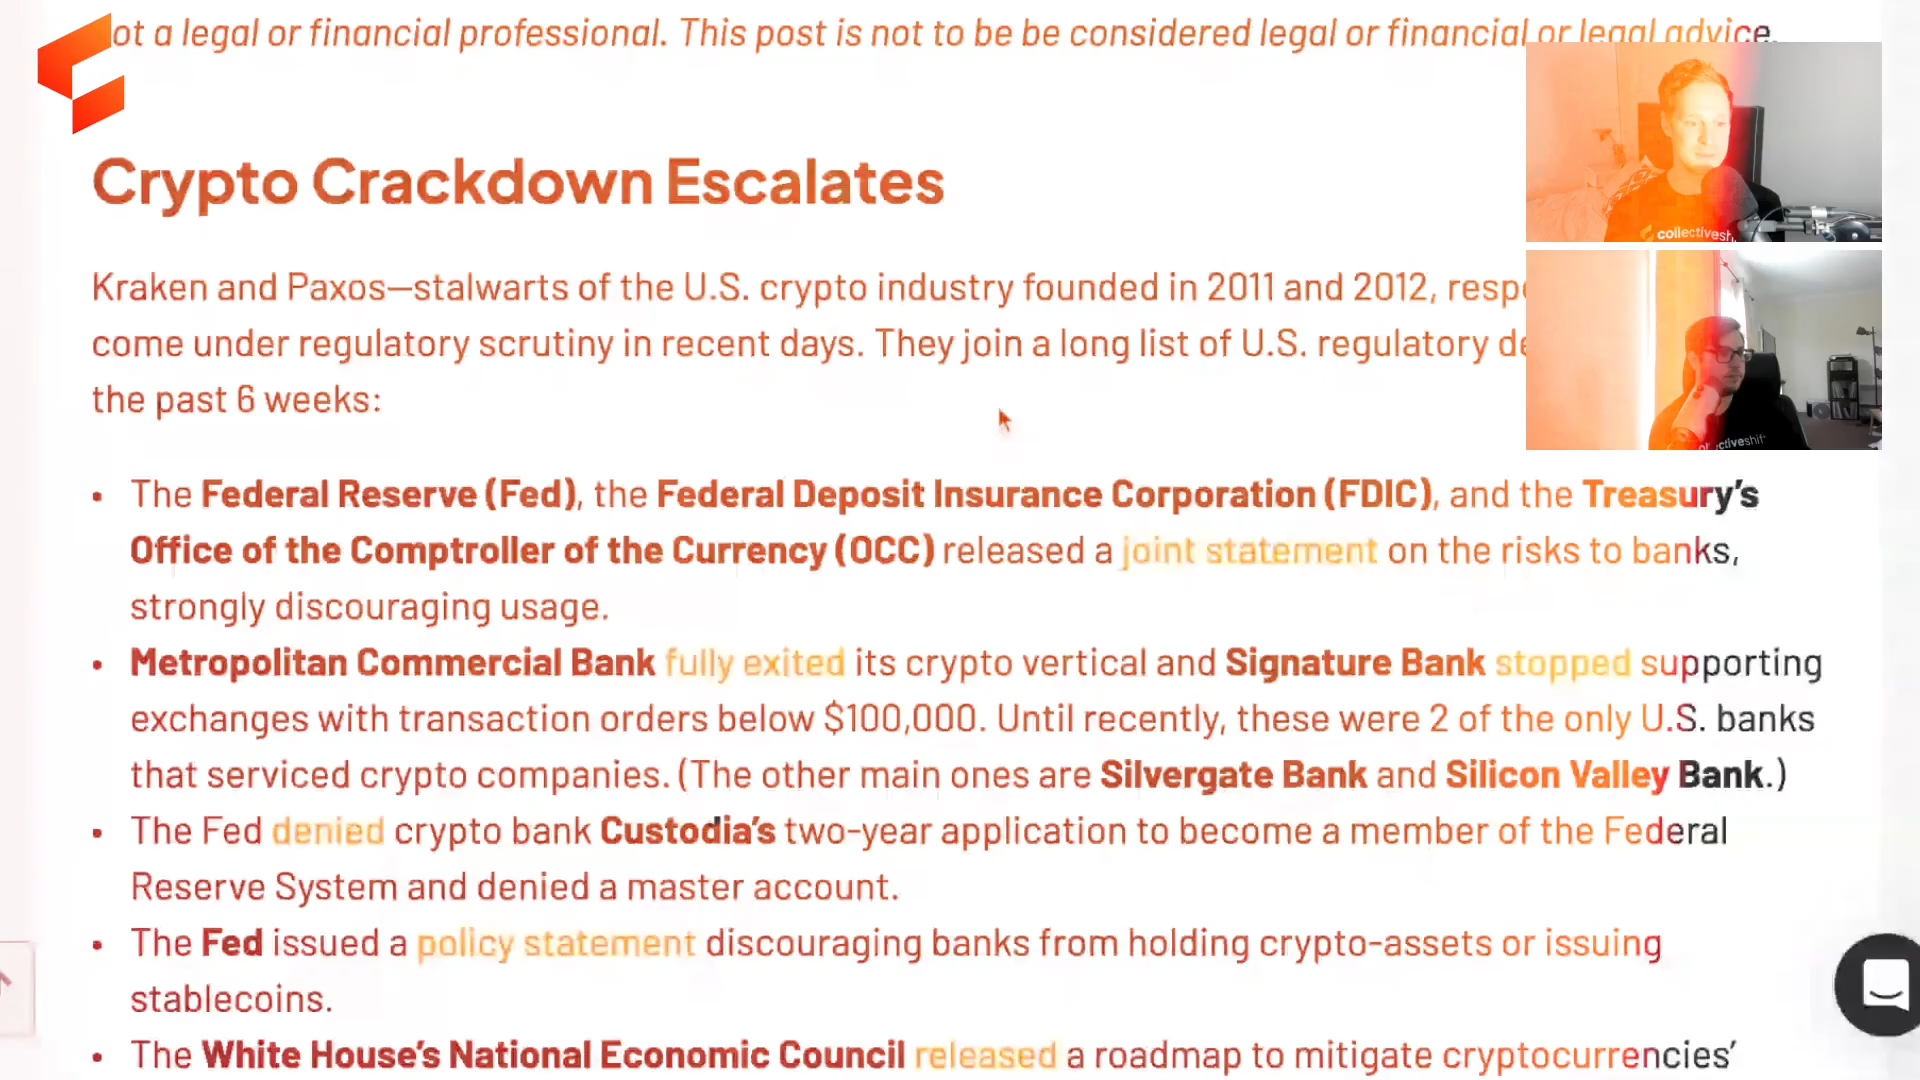 ot a legal or financial professional. This post is not to be be considered legal or financial or legal advice.
Crypto Crackdown Escalates
Kraken and Paxos—stalwarts of the U.S. crypto industry founded in 2011 and 2012, resp
come under regulatory scrutiny in recent days. They join a long list of U.S. regulatory de
the past 6 weeks:
• The Federal Reserve (Fed), the Federal Deposit Insurance Corporation (FDIC), and the Treasury’s
Office of the Comptroller of the Currency (OCC) released a joint statement on the risks to banks,
strongly discouraging usage.
• Metropolitan Commercial Bank fully exited its crypto vertical and Signature Bank stopped supporting
exchanges with transaction orders below $100,000. Until recently, these were 2 of the only U.S. banks
that serviced crypto companies. (The other main ones are Silvergate Bank and Silicon Valley Bank.)
• The Fed denied crypto bank Custodia’s two-year application to become a member of the Federal
Reserve System and denied a master account.
• The Fed issued a policy statement discouraging banks from holding crypto-assets or issuing
stablecoins.
• The White House’s National Economic Council released a roadmap to mitigate cryptocurrencies’
collectivesh
ctiveshift